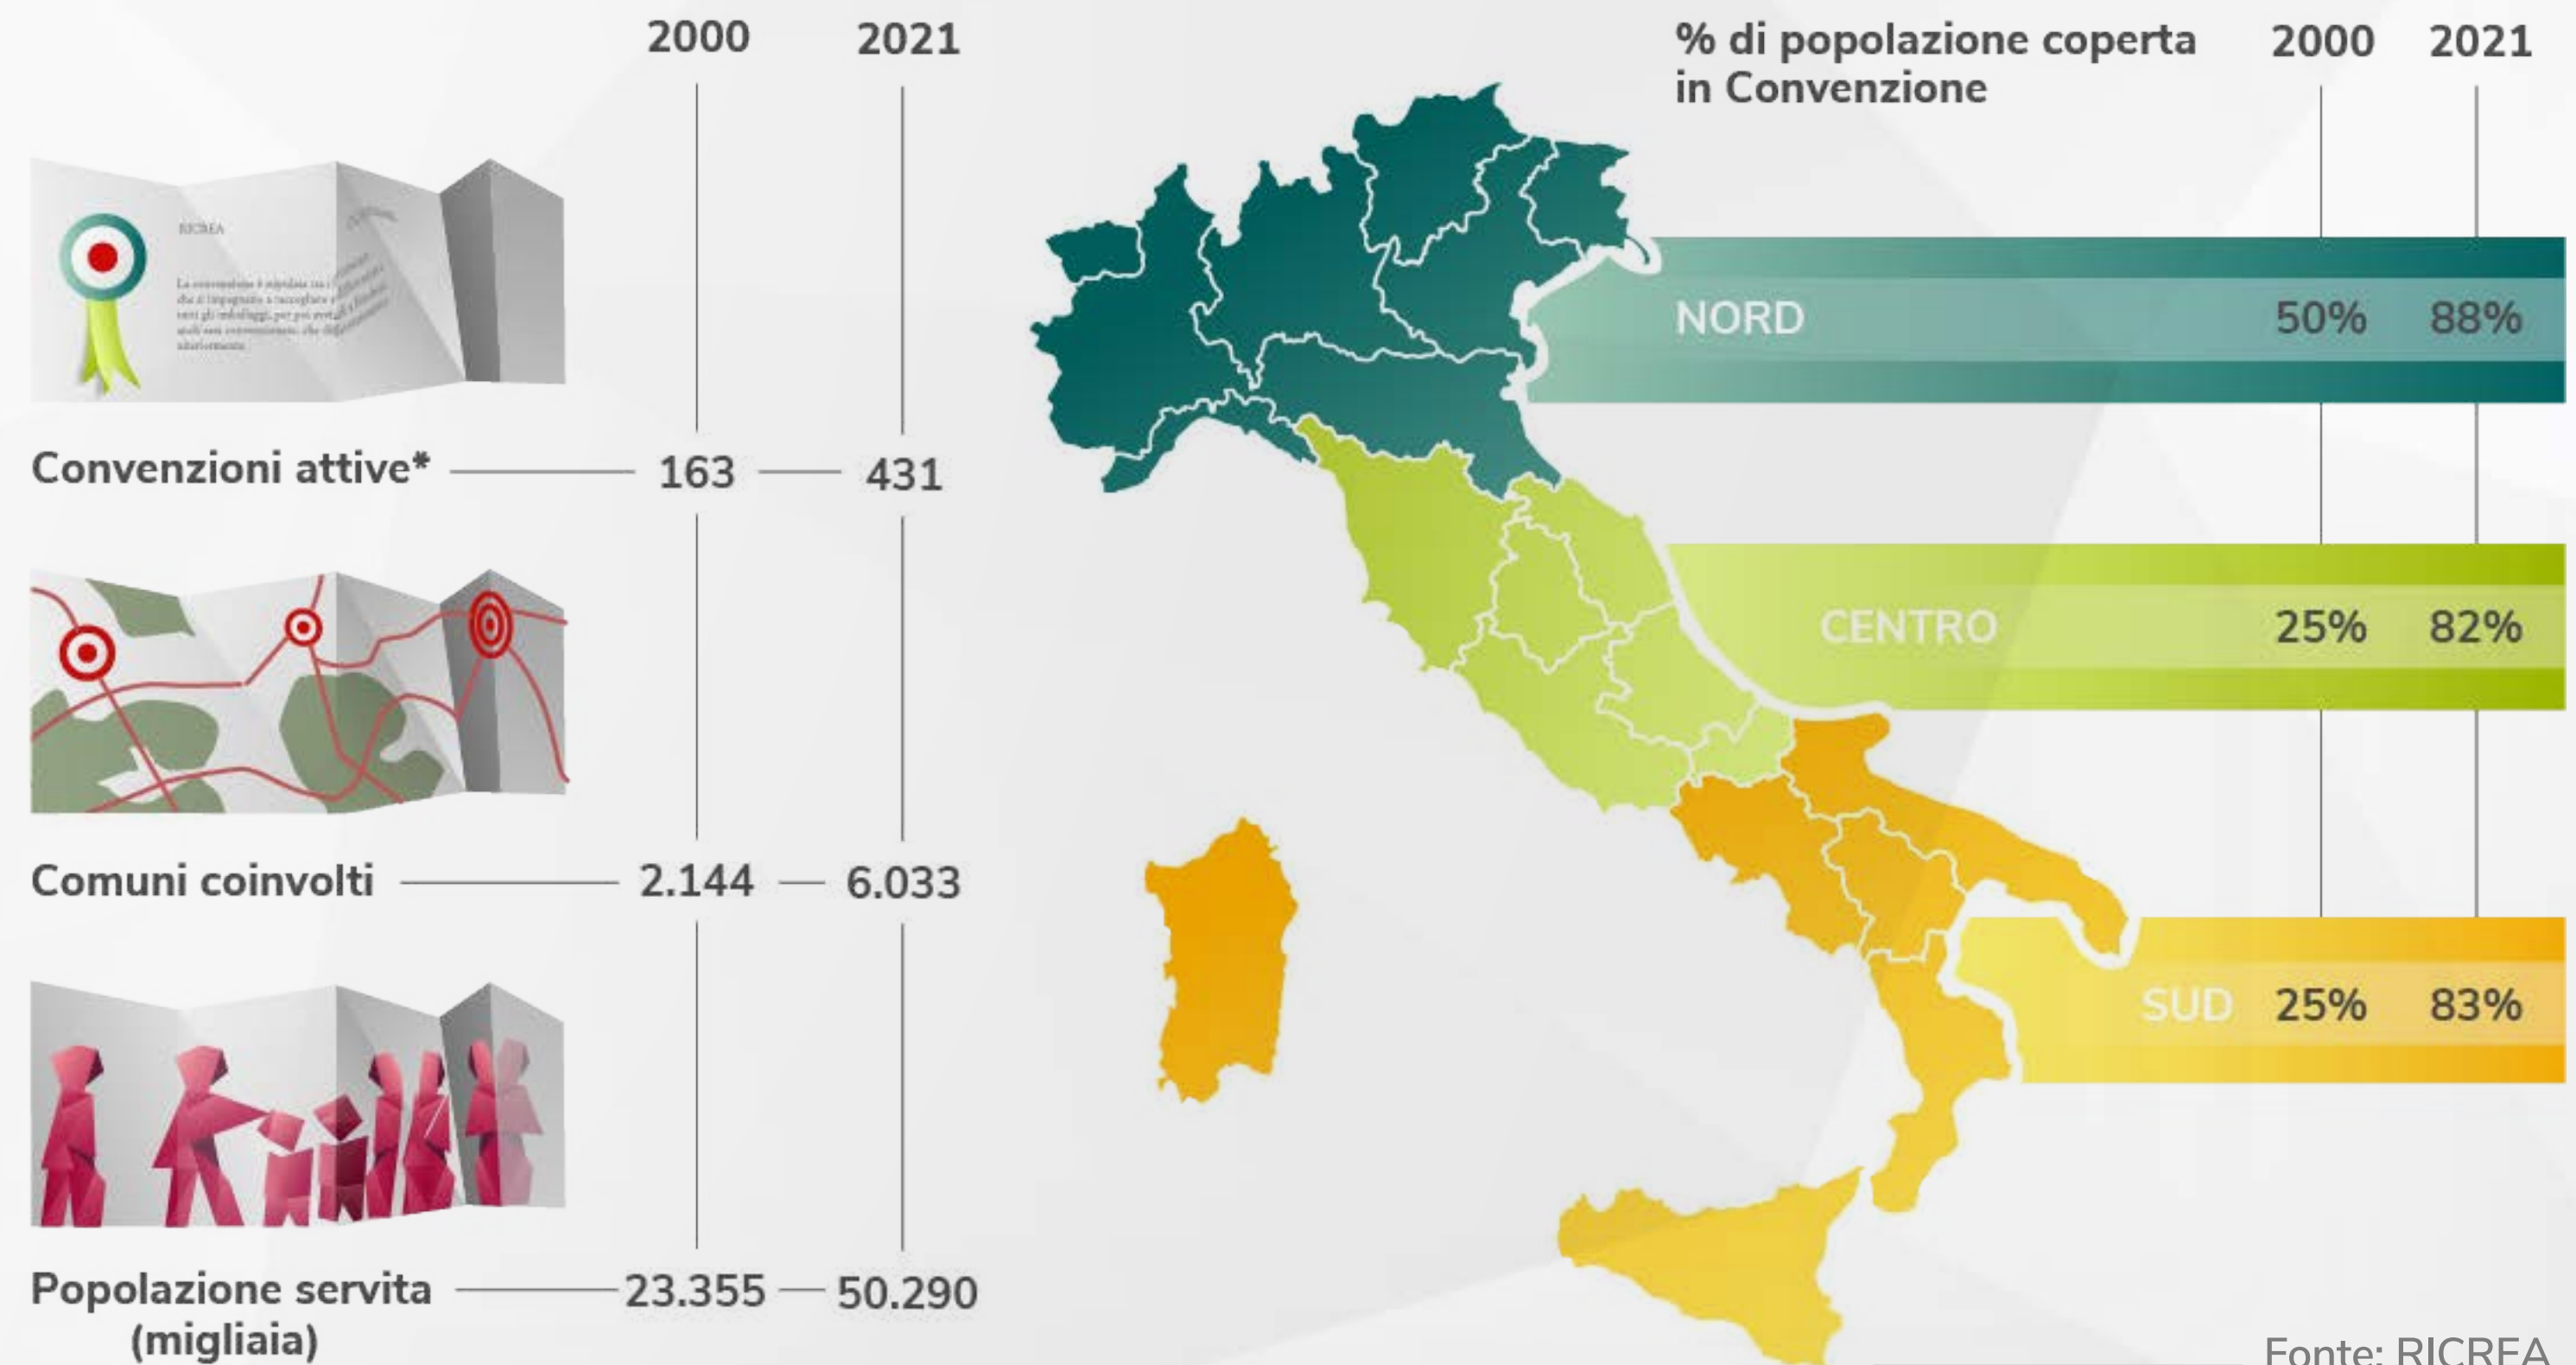 2000 2021
RICREA
Convenzioni attive* 163 431
Comuni coinvolti 2.144 6.033
Popolazione servita 23.355 50.290
(migliaia)
% di popolazione coperta 2000 2021
in Convenzione
NORD 50% 88%
CENTRO 25% 82%
SUD 25% 83%
Fonte: RICREA